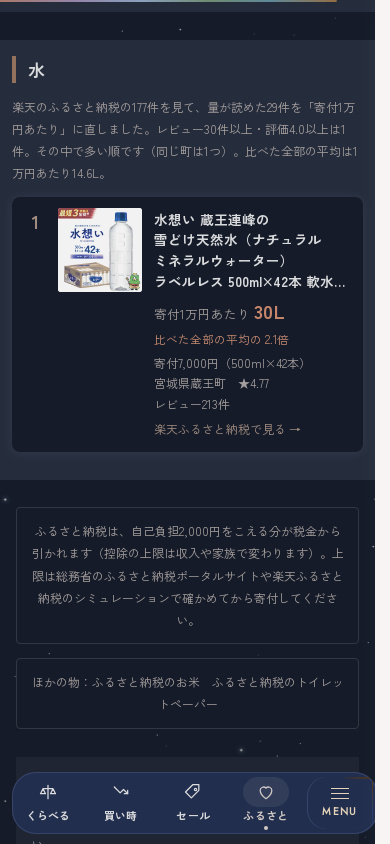 水
楽天のふるさと納税の177件を見て、量が読めた29件を「寄付1万
円あたり」に直しました。レビュー30件以上・評価4.0以上は1
件。その中で多い順です（同じ町は1つ）。比べた全部の平均は1
万円あたり14.6L。
1
最短3
水想い
42本
水想い 蔵王連峰の
雪どけ天然水（ナチュラル
ミネラルウォーター）
ラベルレス 500ml×42本 軟水…
寄付1万円あたり 30L
比べた全部の平均の 2.1倍
寄付7,000円（500ml×42本）
宮城県蔵王町　★4.77
レビュー213件
楽天ふるさと納税で見る →
ふるさと納税は、自己負担2,000円をこえる分が税金から
引かれます（控除の上限は収入や家族で変わります）。上
限は総務省のふるさと納税ポータルサイトや楽天ふるさと
納税のシミュレーションで確かめてから寄付してくださ
い。
ほかの物：ふるさと納税のお米　ふるさと納税のトイレッ
トペーパー
くらべる
買い時
セール
ふるさと
MENU